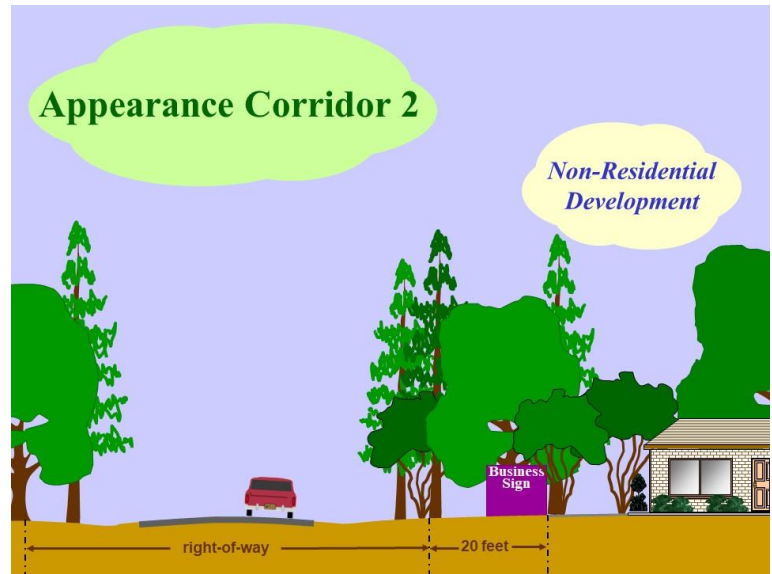 Appearance Corridor 2
Non-Residential
Development
Business
Sign
right-of-way
20 feet